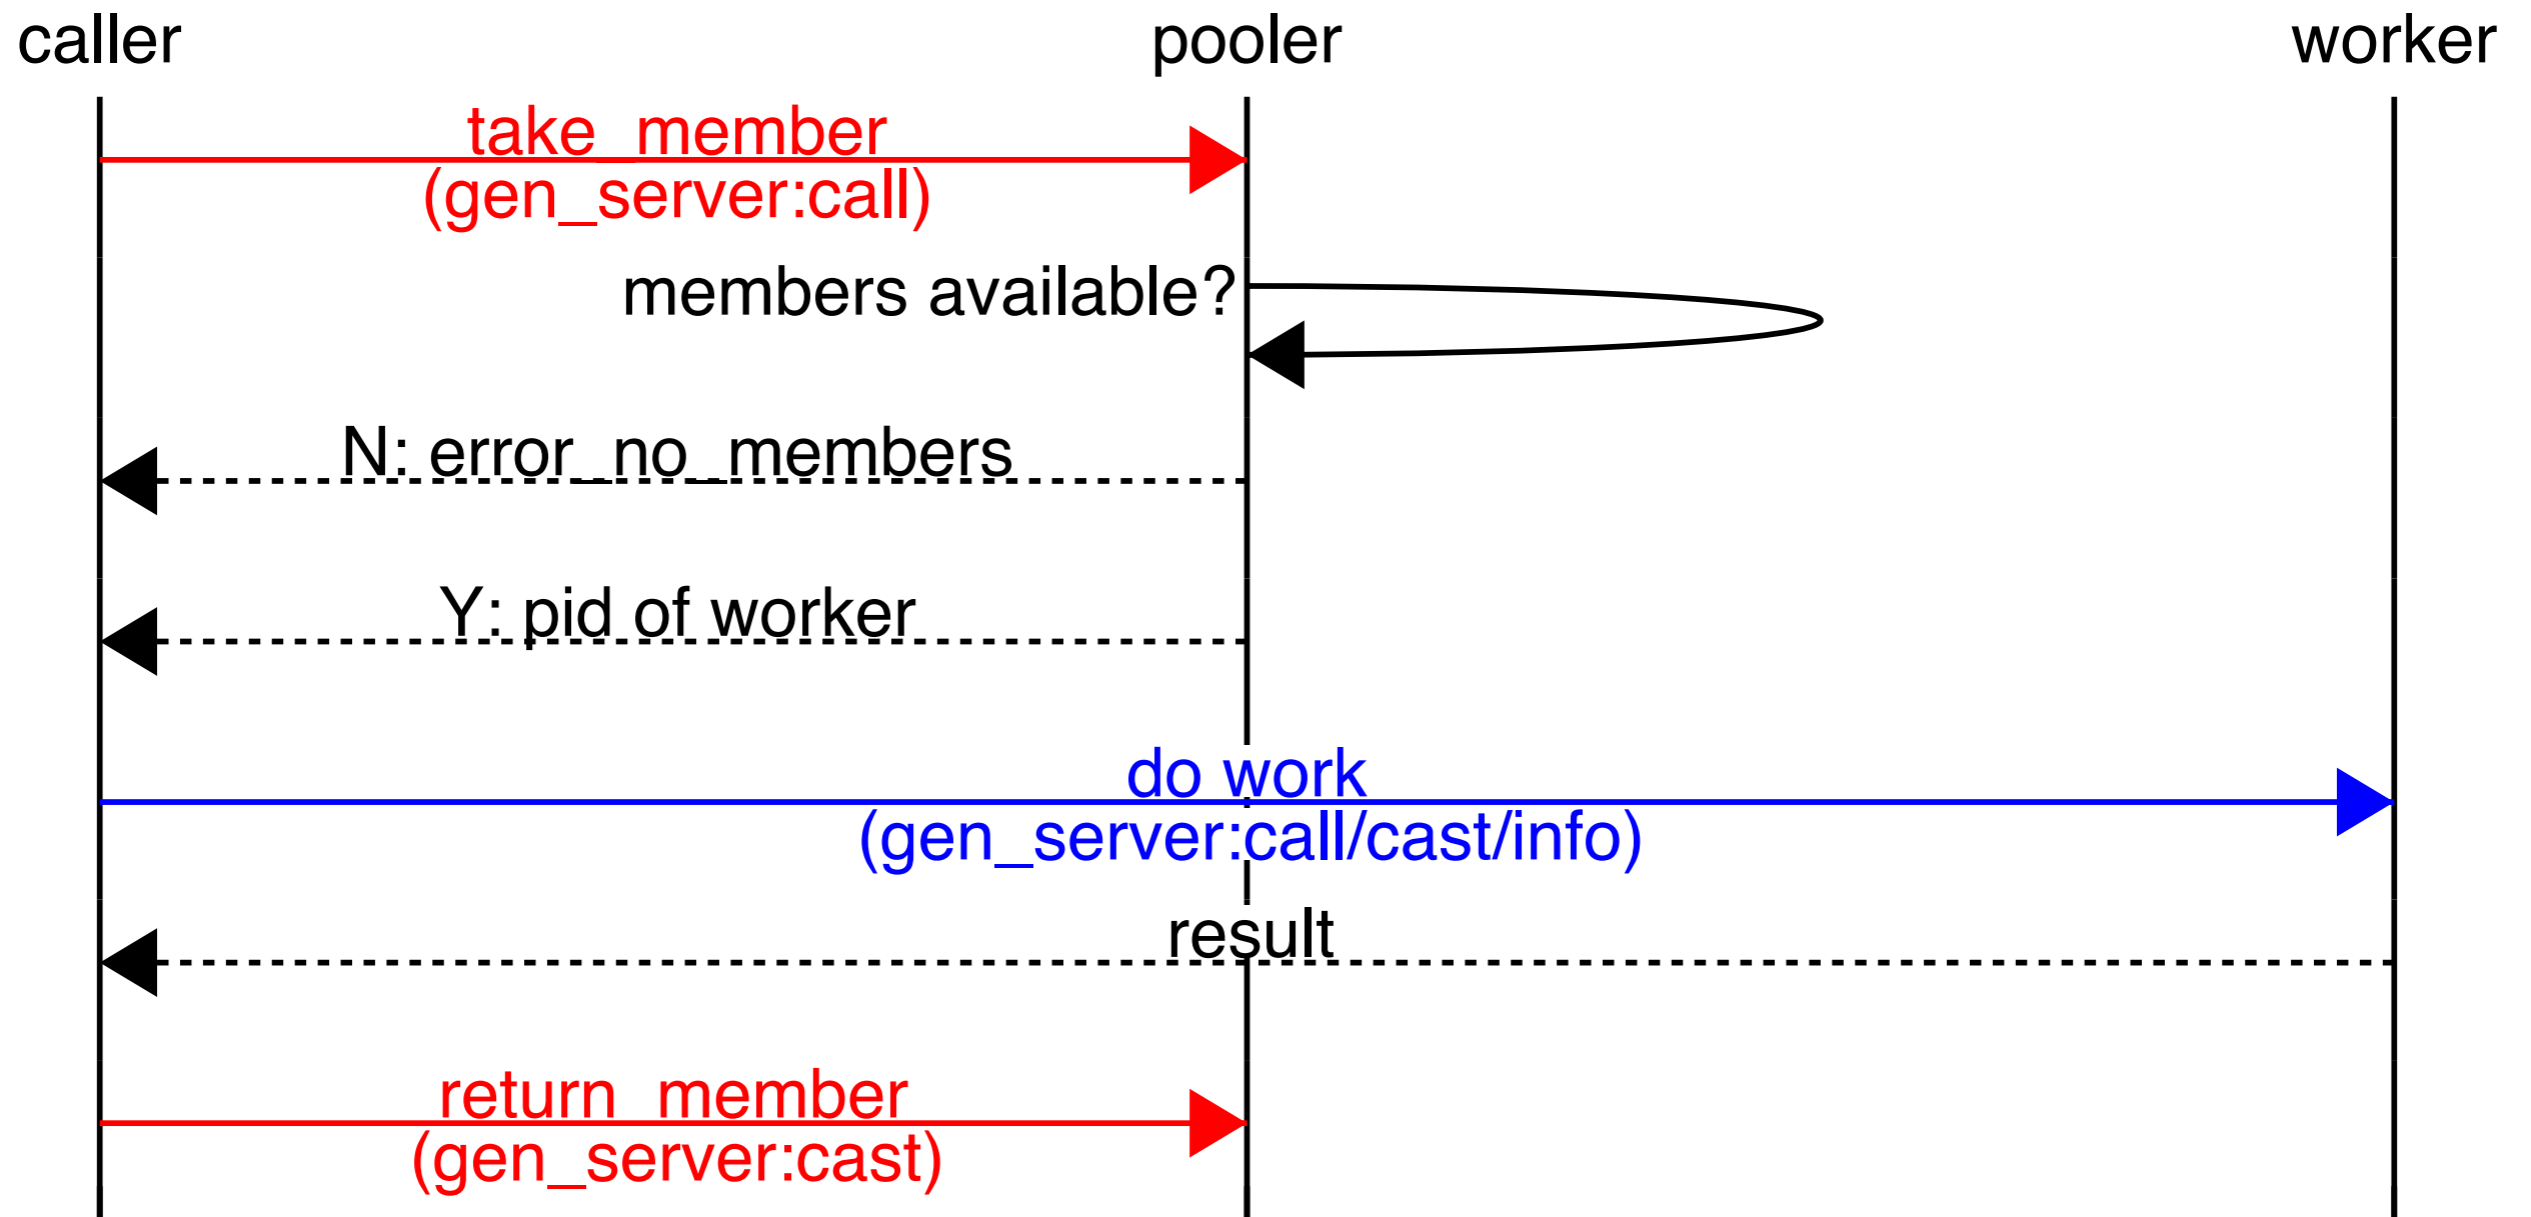 caller pooler worker
take_member
(gen_server:call)
members available?
N: error_no_members
Y: pid of worker
do work
(gen_server:call/cast/info)
result
return_member
(gen_server:cast)